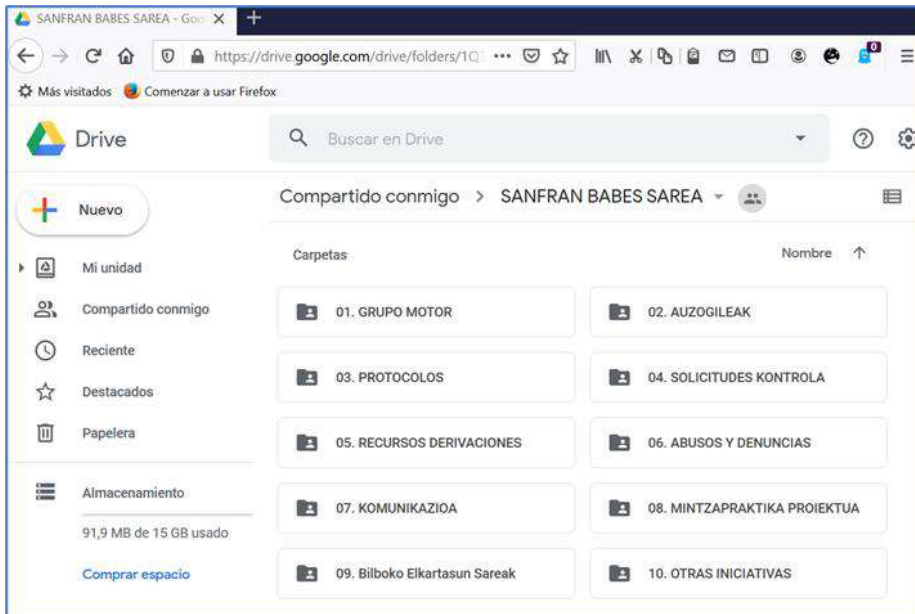 SANFRAN BABES SAREA - Goo
https://drive.google.com/drive/folders/1Q
0
Más visitados Comenzar a usar Firefox
Drive
Buscar en Drive
Nuevo
Compartido conmigo > SANFRAN BABES SAREA
Carpetas
Nombre
Mi unidad
Compartido conmigo
Reciente
Destacados
Papelera
Almacenamiento
91,9 MB de 15 GB usado
Comprar espacio
01. GRUPO MOTOR
02. AUZOGILEAK
03. PROTOCOLOS
04. SOLICITUDES KONTROLA
05. RECURSOS DERIVACIONES
06. ABUSOS Y DENUNCIAS
07. KOMUNIKAZIOA
08. MINTZAPRAKTIKA PROIEKTUA
09. Bilboko Elkartasun Sareak
10. OTRAS INICIATIVAS